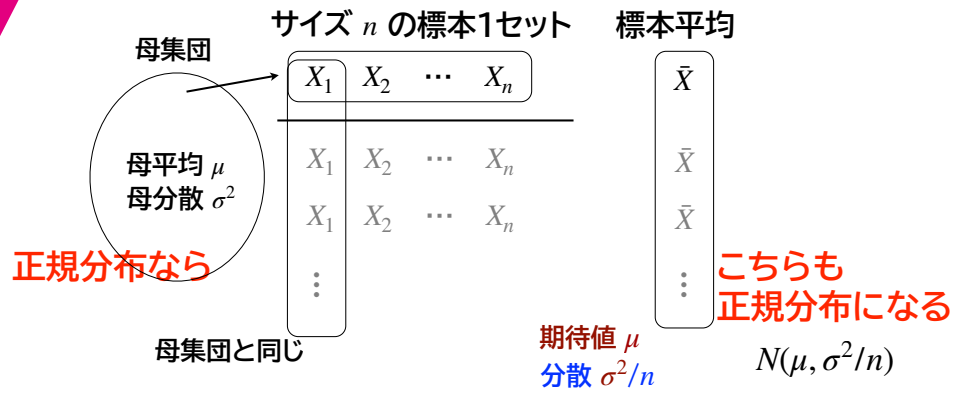 サイズ n の標本1セット
標本平均
母集団
X₁ X₂ ⋯ Xₙ
X̄
母平均 μ
母分散 σ²
X₁ X₂ ⋯ Xₙ
X̄
X₁ X₂ ⋯ Xₙ
X̄
正規分布なら
⋮
⋮
こちらも
正規分布になる
母集団と同じ
期待値 μ
分散 σ²/n
N(μ, σ²/n)